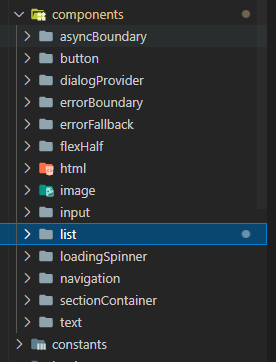 components
asyncBoundary
button
dialogProvider
errorBoundary
errorFallback
flexHalf
html
image
input
list
loadingSpinner
navigation
sectionContainer
text
constants